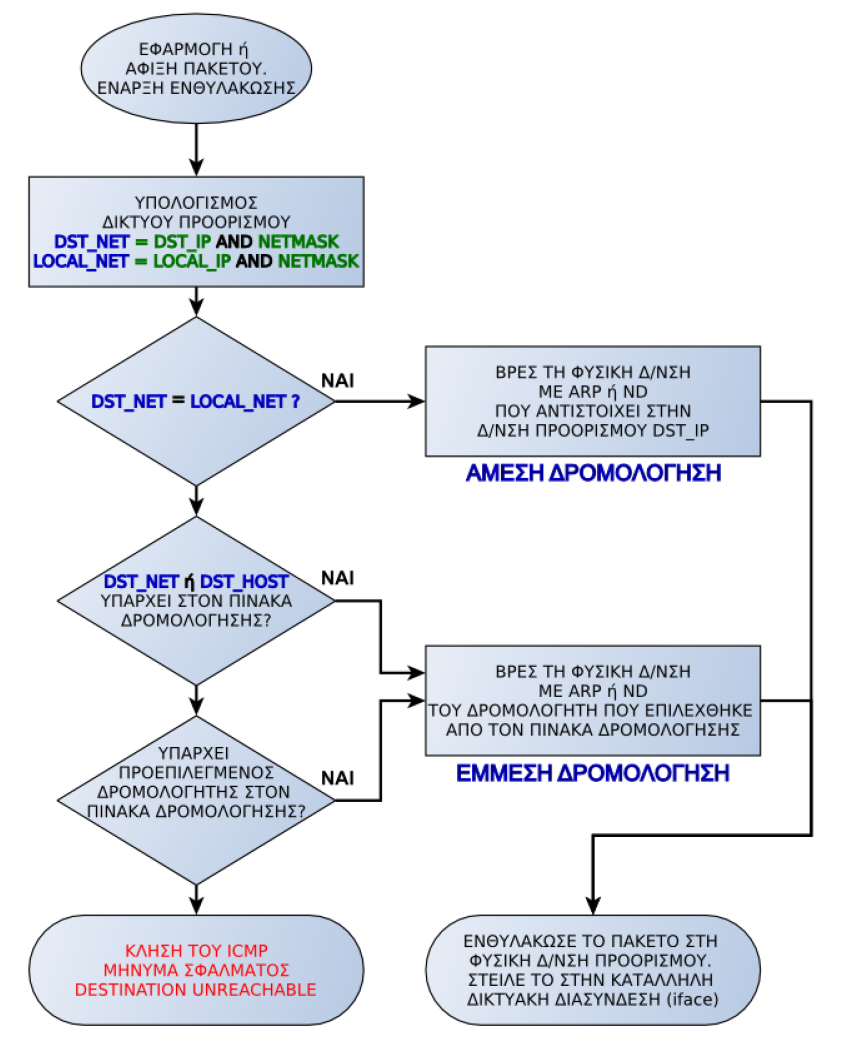 ΕΦΑΡΜΟΓΗ ή
ΑΦΙΞΗ ΠΑΚΕΤΟΥ.
ΕΝΑΡΞΗ ΕΝΘΥΛΑΚΩΣΗΣ
ΥΠΟΛΟΓΙΣΜΟΣ
ΔΙΚΤΥΟΥ ΠΡΟΟΡΙΣΜΟΥ
DST_NET = DST_IP AND NETMASK
LOCAL_NET = LOCAL_IP AND NETMASK
DST_NET = LOCAL_NET ?
ΝΑΙ
ΒΡΕΣ ΤΗ ΦΥΣΙΚΗ Δ/ΝΣΗ
ΜΕ ARP ή ND
ΠΟΥ ΑΝΤΙΣΤΟΙΧΕΙ ΣΤΗΝ
Δ/ΝΣΗ ΠΡΟΟΡΙΣΜΟΥ DST_IP
ΑΜΕΣΗ ΔΡΟΜΟΛΟΓΗΣΗ
DST_NET ή DST_HOST
ΥΠΑΡΧΕΙ ΣΤΟΝ ΠΙΝΑΚΑ
ΔΡΟΜΟΛΟΓΗΣΗΣ?
ΝΑΙ
ΒΡΕΣ ΤΗ ΦΥΣΙΚΗ Δ/ΝΣΗ
ΜΕ ARP ή ND
ΤΟΥ ΔΡΟΜΟΛΟΓΗΤΗ ΠΟΥ ΕΠΙΛΕΧΘΗΚΕ
ΑΠΟ ΤΟΝ ΠΙΝΑΚΑ ΔΡΟΜΟΛΟΓΗΣΗΣ
ΕΜΜΕΣΗ ΔΡΟΜΟΛΟΓΗΣΗ
ΥΠΑΡΧΕΙ
ΠΡΟΕΠΙΛΕΓΜΕΝΟΣ
ΔΡΟΜΟΛΟΓΗΤΗΣ ΣΤΟΝ
ΠΙΝΑΚΑ ΔΡΟΜΟΛΟΓΗΣΗΣ?
ΝΑΙ
ΚΛΗΣΗ ΤΟΥ ICMP
ΜΗΝΥΜΑ ΣΦΑΛΜΑΤΟΣ
DESTINATION UNREACHABLE
ΕΝΘΥΛΑΚΩΣΕ ΤΟ ΠΑΚΕΤΟ ΣΤΗ
ΦΥΣΙΚΗ Δ/ΝΣΗ ΠΡΟΟΡΙΣΜΟΥ.
ΣΤΕΙΛΕ ΤΟ ΣΤΗΝ ΚΑΤΑΛΛΗΛΗ
ΔΙΚΤΥΑΚΗ ΔΙΑΣΥΝΔΕΣΗ (iface)